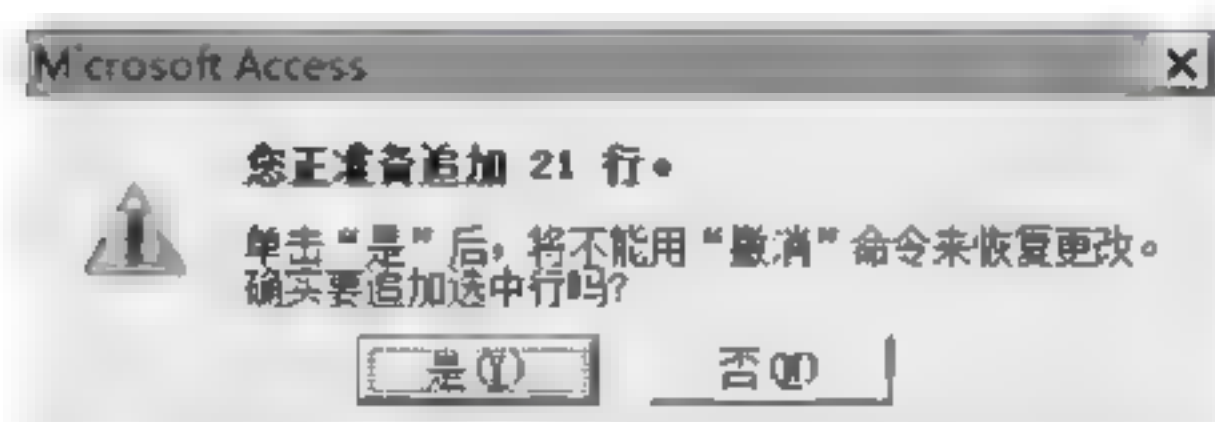 Microsoft Access
您正准备追加 21 行。
单击“是”后，将不能用“撤消”命令来恢复更改。
确实要追加选中行吗?
是(Y) 否(N)